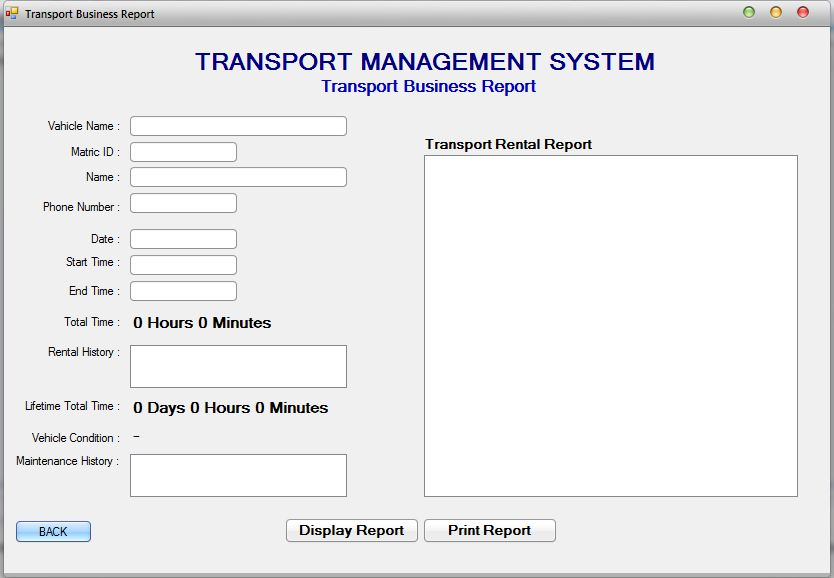 Transport Business Report
TRANSPORT MANAGEMENT SYSTEM
Transport Business Report
Vehicle Name :
Matric ID :
Name :
Phone Number :
Date :
Start Time :
End Time :
Total Time : 0 Hours 0 Minutes
Rental History :
Lifetime Total Time : 0 Days 0 Hours 0 Minutes
Vehicle Condition : -
Maintenance History :
Transport Rental Report
BACK
Display Report
Print Report